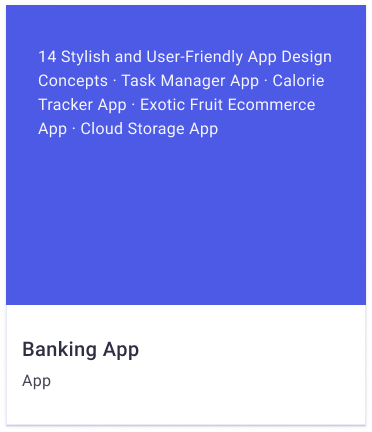 14 Stylish and User-Friendly App Design
Concepts · Task Manager App · Calorie
Tracker App · Exotic Fruit Ecommerce
App · Cloud Storage App
Banking App
App